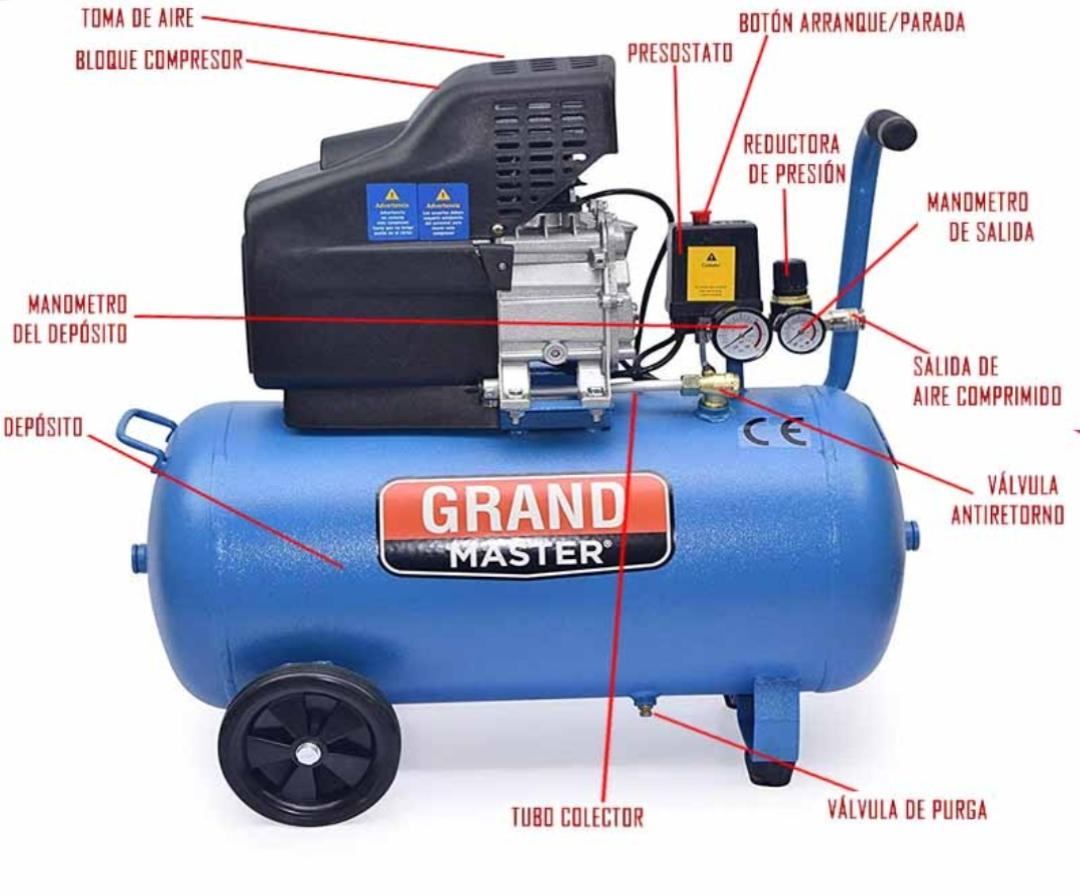 TOMA DE AIRE
BLOQUE COMPRESOR
BOTÓN ARRANQUE/PARADA
PRESOSTATO
REDUCTORA
DE PRESIÓN
MANOMETRO
DE SALIDA
Advertencia
Advertencia
MANOMETRO
DEL DEPÓSITO
SALIDA DE
AIRE COMPRIMIDO
DEPÓSITO
CE
VÁLVULA
ANTIRETORNO
GRAND
MASTER®
TUBO COLECTOR
VÁLVULA DE PURGA